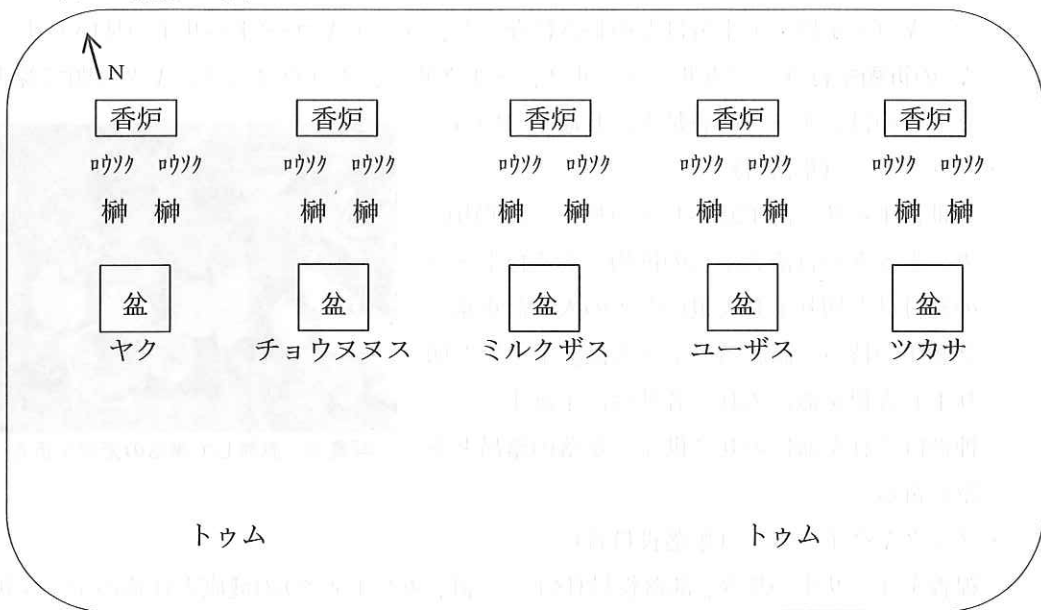 N
香炉 香炉 香炉 香炉 香炉
ロウソク ロウソク ロウソク ロウソク ロウソク ロウソク ロウソク ロウソク ロウソク ロウソク
榊 榊 榊 榊 榊 榊 榊 榊 榊 榊
盆 盆 盆 盆 盆
ヤク チョウヌヌス ミルクザス ユーザス ツカサ
トゥム トゥム